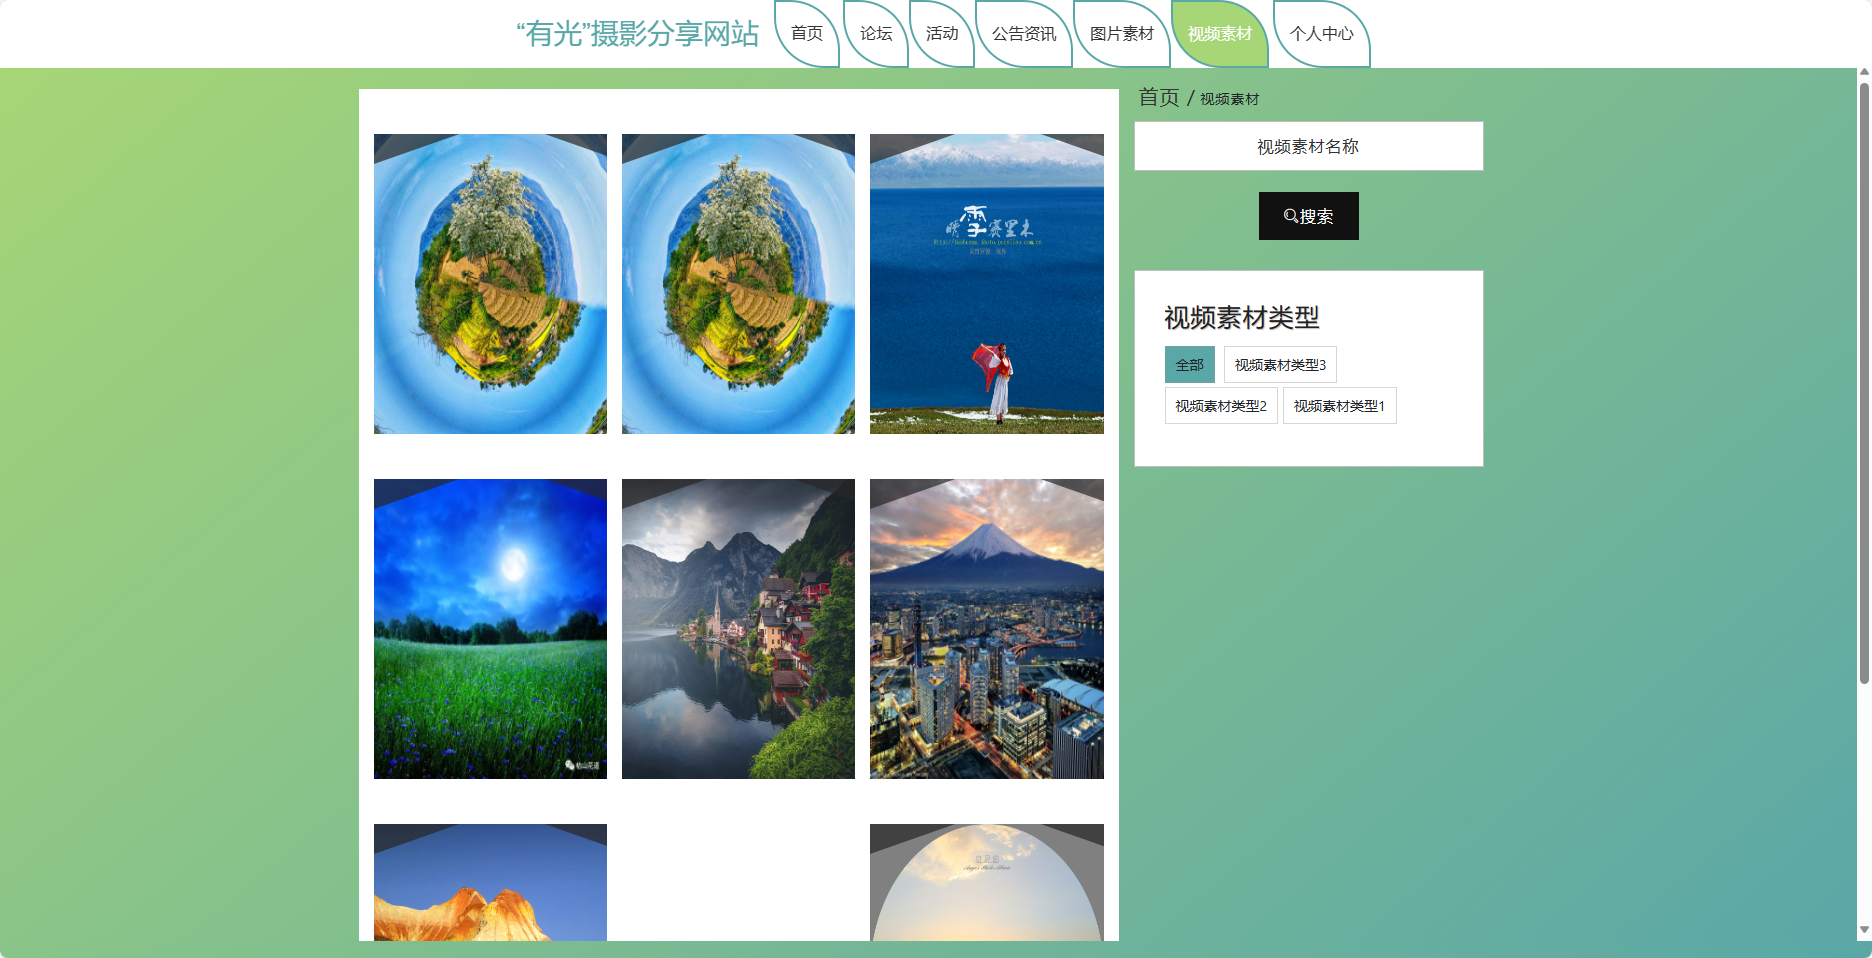 “有光”摄影分享网站
首页
论坛
活动
公告资讯
图片素材
视频素材
个人中心
首页 / 视频素材
视频素材名称
搜索
视频素材类型
全部
视频素材类型3
视频素材类型2
视频素材类型1
雪